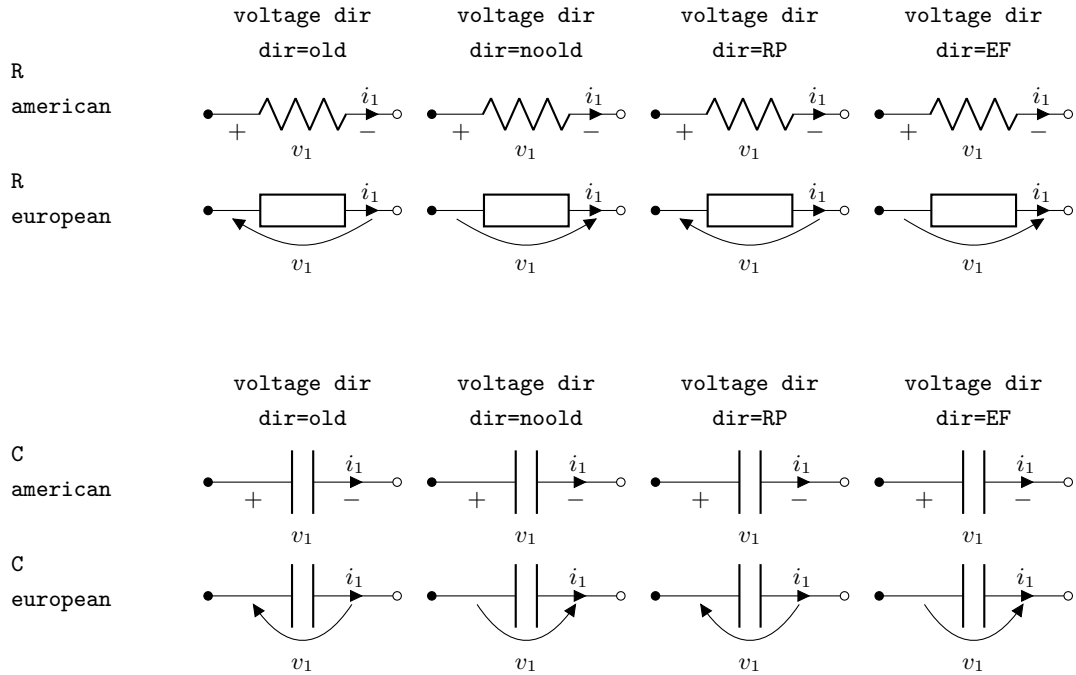 voltage dir voltage dir voltage dir voltage dir
dir=old dir=noold dir=RP dir=EF
R
american
i₁ i₁ i₁ i₁
+ − + − + − + −
v₁ v₁ v₁ v₁
R
european
i₁ i₁ i₁ i₁
v₁ v₁ v₁ v₁
voltage dir voltage dir voltage dir voltage dir
dir=old dir=noold dir=RP dir=EF
C
american
i₁ i₁ i₁ i₁
+ − + − + − + −
v₁ v₁ v₁ v₁
C
european
i₁ i₁ i₁ i₁
v₁ v₁ v₁ v₁